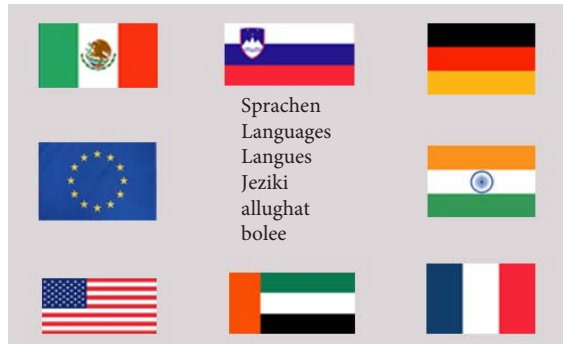 Sprachen
Languages
Langues
Jeziki
allughat
bolee